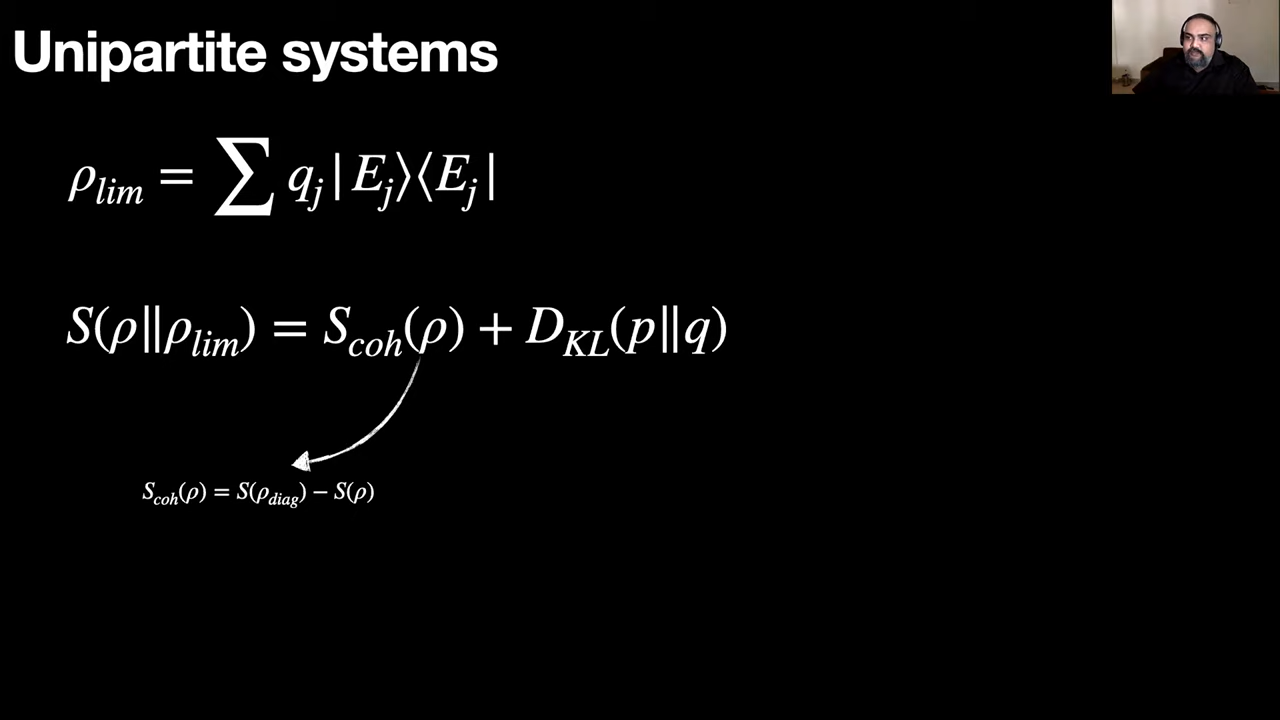 Unipartite systems
ρ_lim = ∑ q_j |E_j⟩⟨E_j|
S(ρ∥ρ_lim) = S_coh(ρ) + D_KL(p∥q)
S_coh(ρ) = S(ρ_diag) − S(ρ)